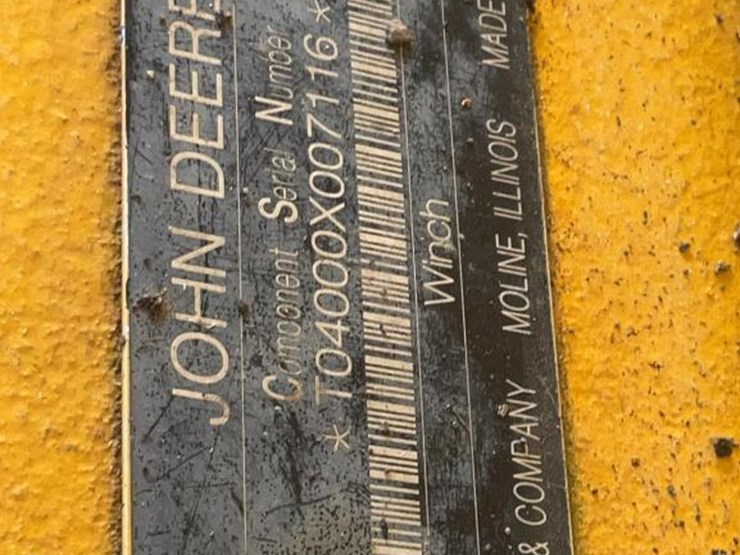 JOHN DEERE
Component Serial Number
* T04000X007116 *
Winch
& COMPANY MOLINE, ILLINOIS MADE